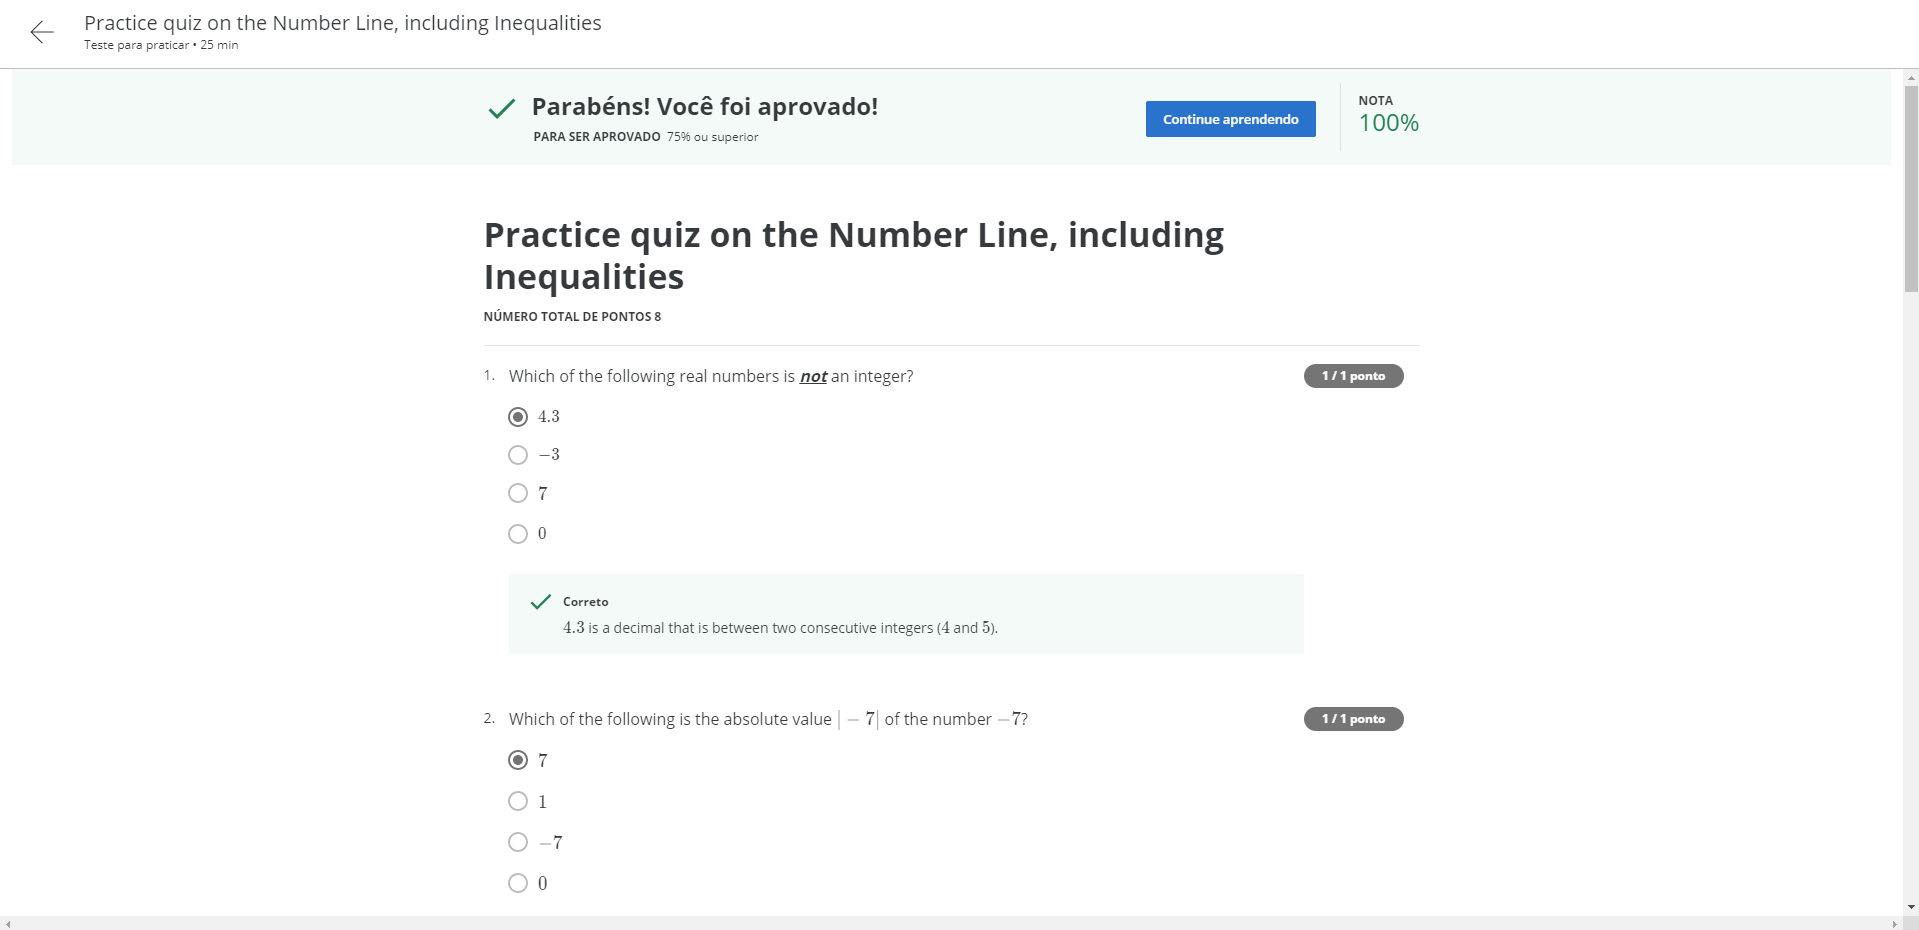 Practice quiz on the Number Line, including Inequalities
Teste para praticar • 25 min
Parabéns! Você foi aprovado!
PARA SER APROVADO 75% ou superior
Continue aprendendo
NOTA
100%
Practice quiz on the Number Line, including
Inequalities
NÚMERO TOTAL DE PONTOS 8
1. Which of the following real numbers is not an integer?
1 / 1 ponto
4.3
−3
7
0
Correto
4.3 is a decimal that is between two consecutive integers (4 and 5).
2. Which of the following is the absolute value | − 7| of the number −7?
1 / 1 ponto
7
1
−7
0